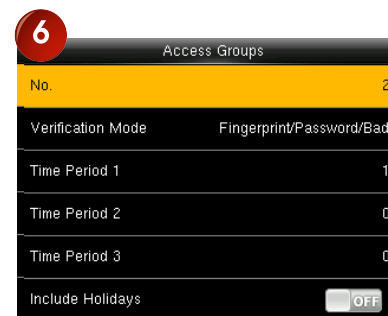 6
Access Groups
No. 2
Verification Mode Fingerprint/Password/Bad
Time Period 1 1
Time Period 2 0
Time Period 3 0
Include Holidays OFF